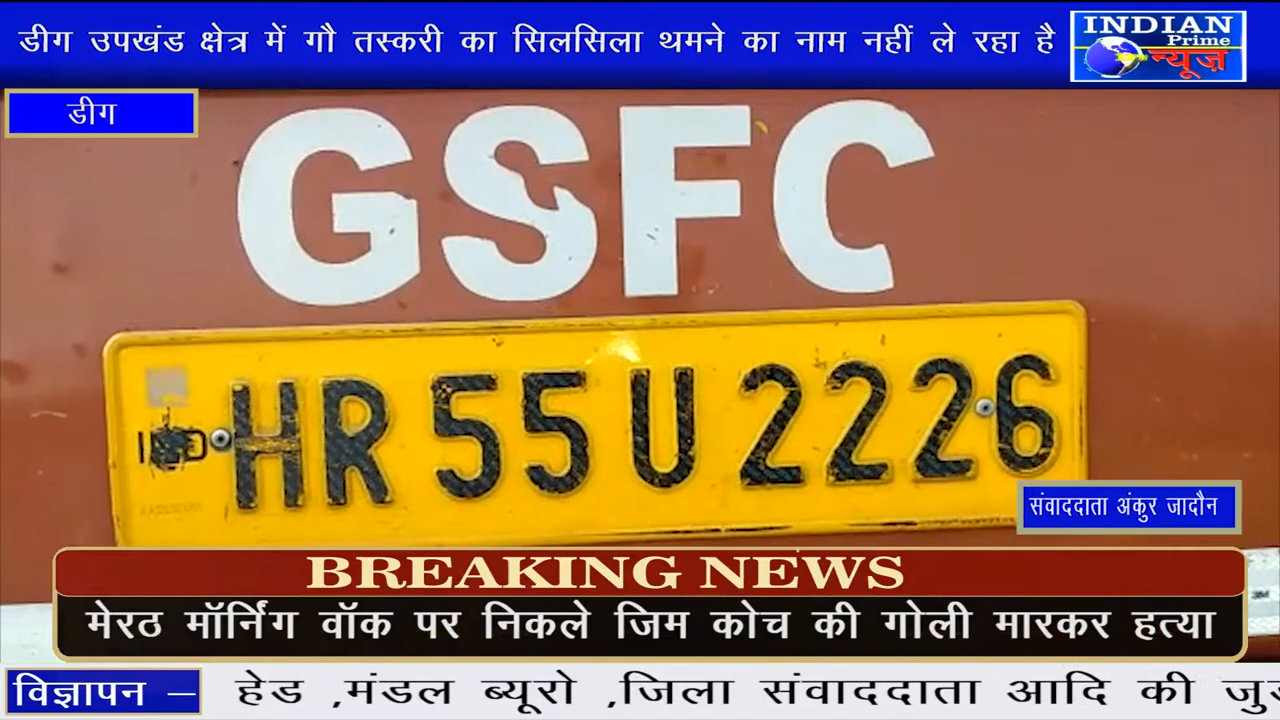 डीग उपखंड क्षेत्र में गौ तस्करी का सिलसिला थमने का नाम नहीं ले रहा है
INDIAN
Prime
न्यूज़
डीग
GSFC
HR 55 U 2226
संवाददाता अंकुर जादौन
BREAKING NEWS
मेरठ मॉर्निंग वॉक पर निकले जिम कोच की गोली मारकर हत्या
विज्ञापन – हेड ,मंडल ब्यूरो ,जिला संवाददाता आदि की